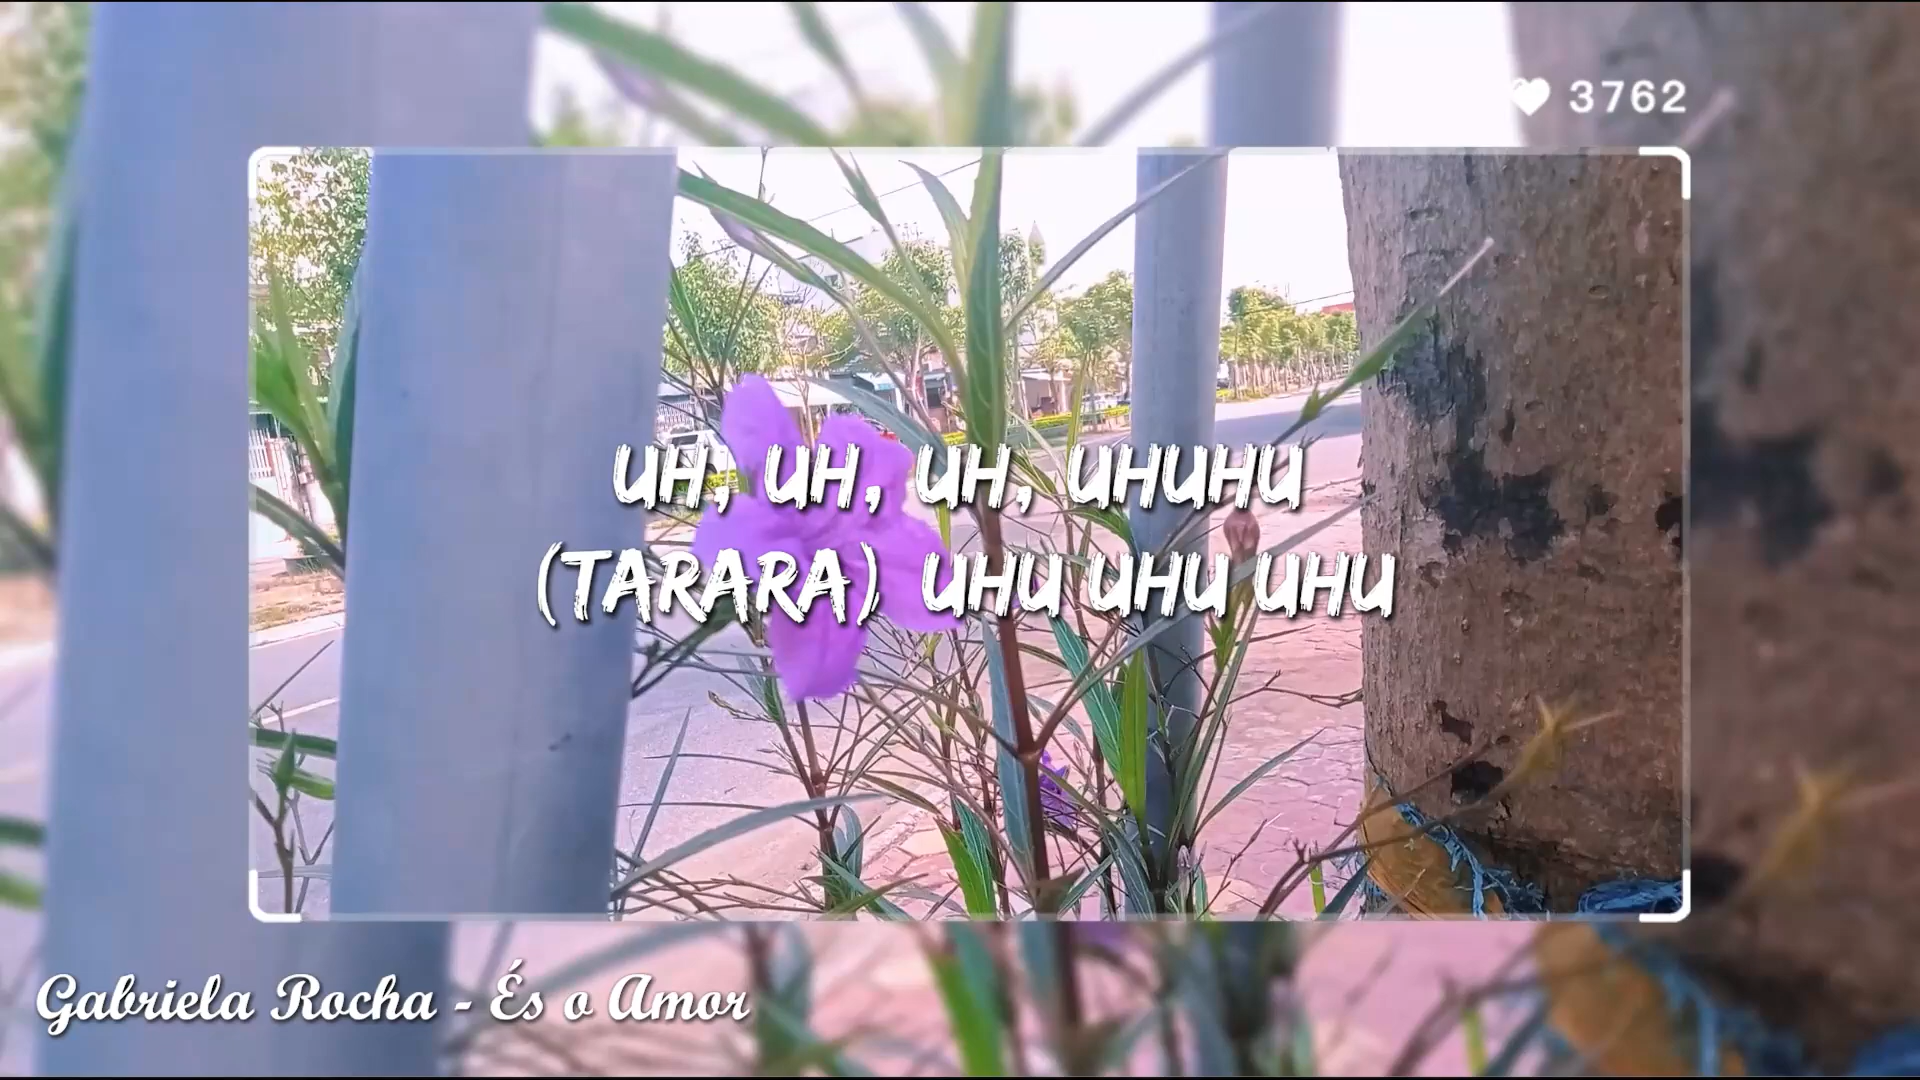 3762
UH, UH, UH, UHUHU
(TARARA) UHU UHU UHU
Gabriela Rocha - És o Amor